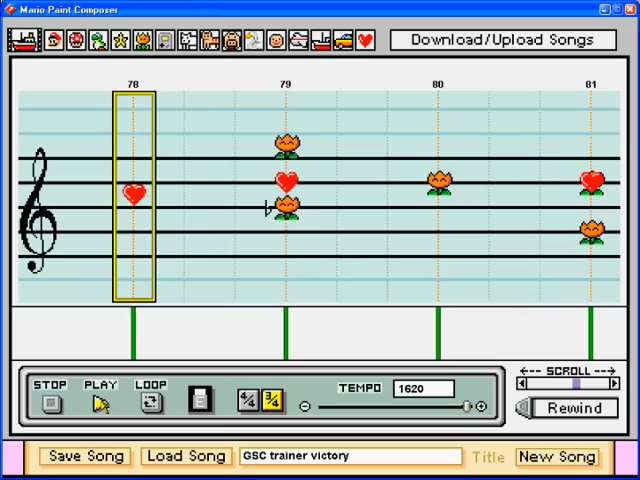 Mario Paint Composer
Download/Upload Songs
78 79 80 81
STOP PLAY LOOP
4/4 3/4
TEMPO 1620
SCROLL
Rewind
Save Song Load Song GSC trainer victory Title New Song